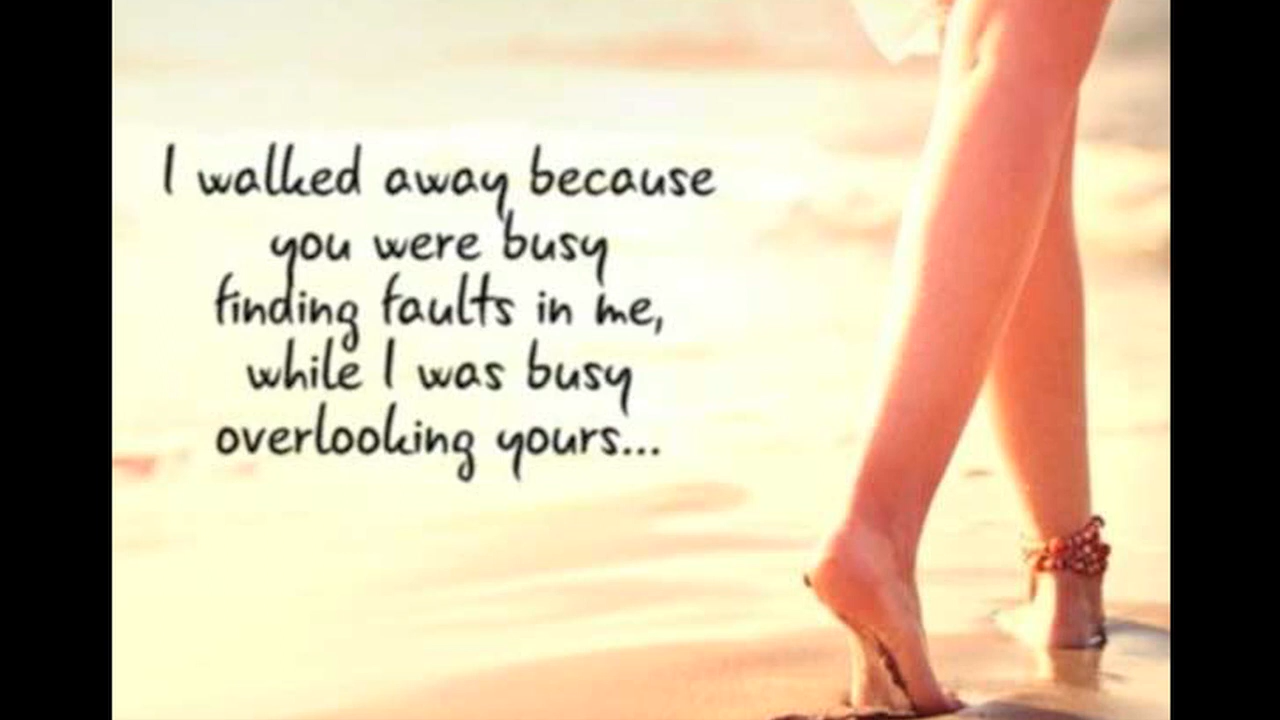 I walked away because
you were busy
finding faults in me,
while I was busy
overlooking yours...